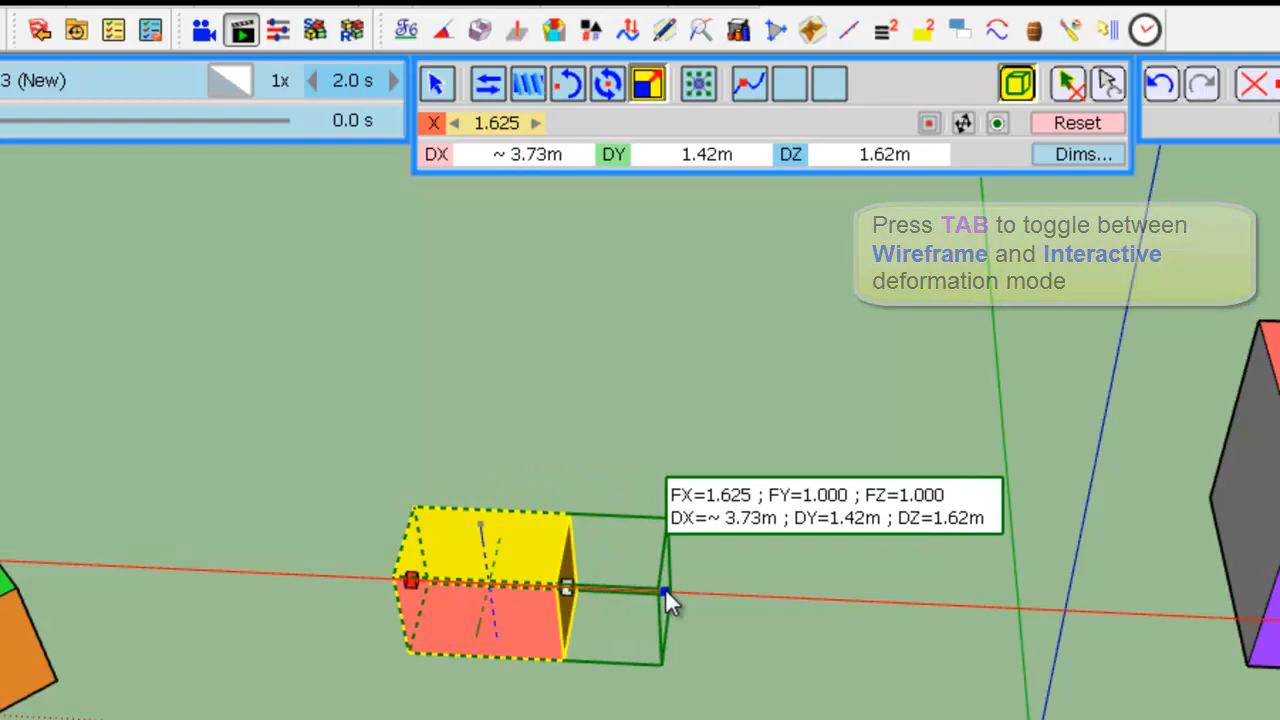 3 (New)
1x
2.0 s
0.0 s
X
1.625
Reset
DX
~ 3.73m
DY
1.42m
DZ
1.62m
Dims...
Press TAB to toggle between
Wireframe and Interactive
deformation mode
FX=1.625 ; FY=1.000 ; FZ=1.000
DX=~ 3.73m ; DY=1.42m ; DZ=1.62m